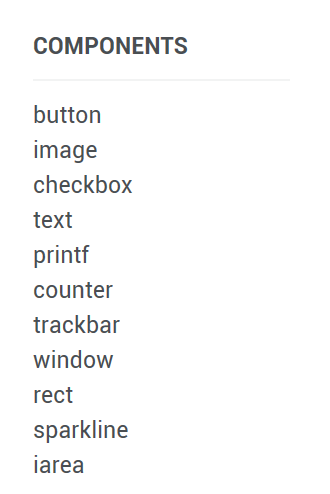 COMPONENTS
button
image
checkbox
text
printf
counter
trackbar
window
rect
sparkline
iarea